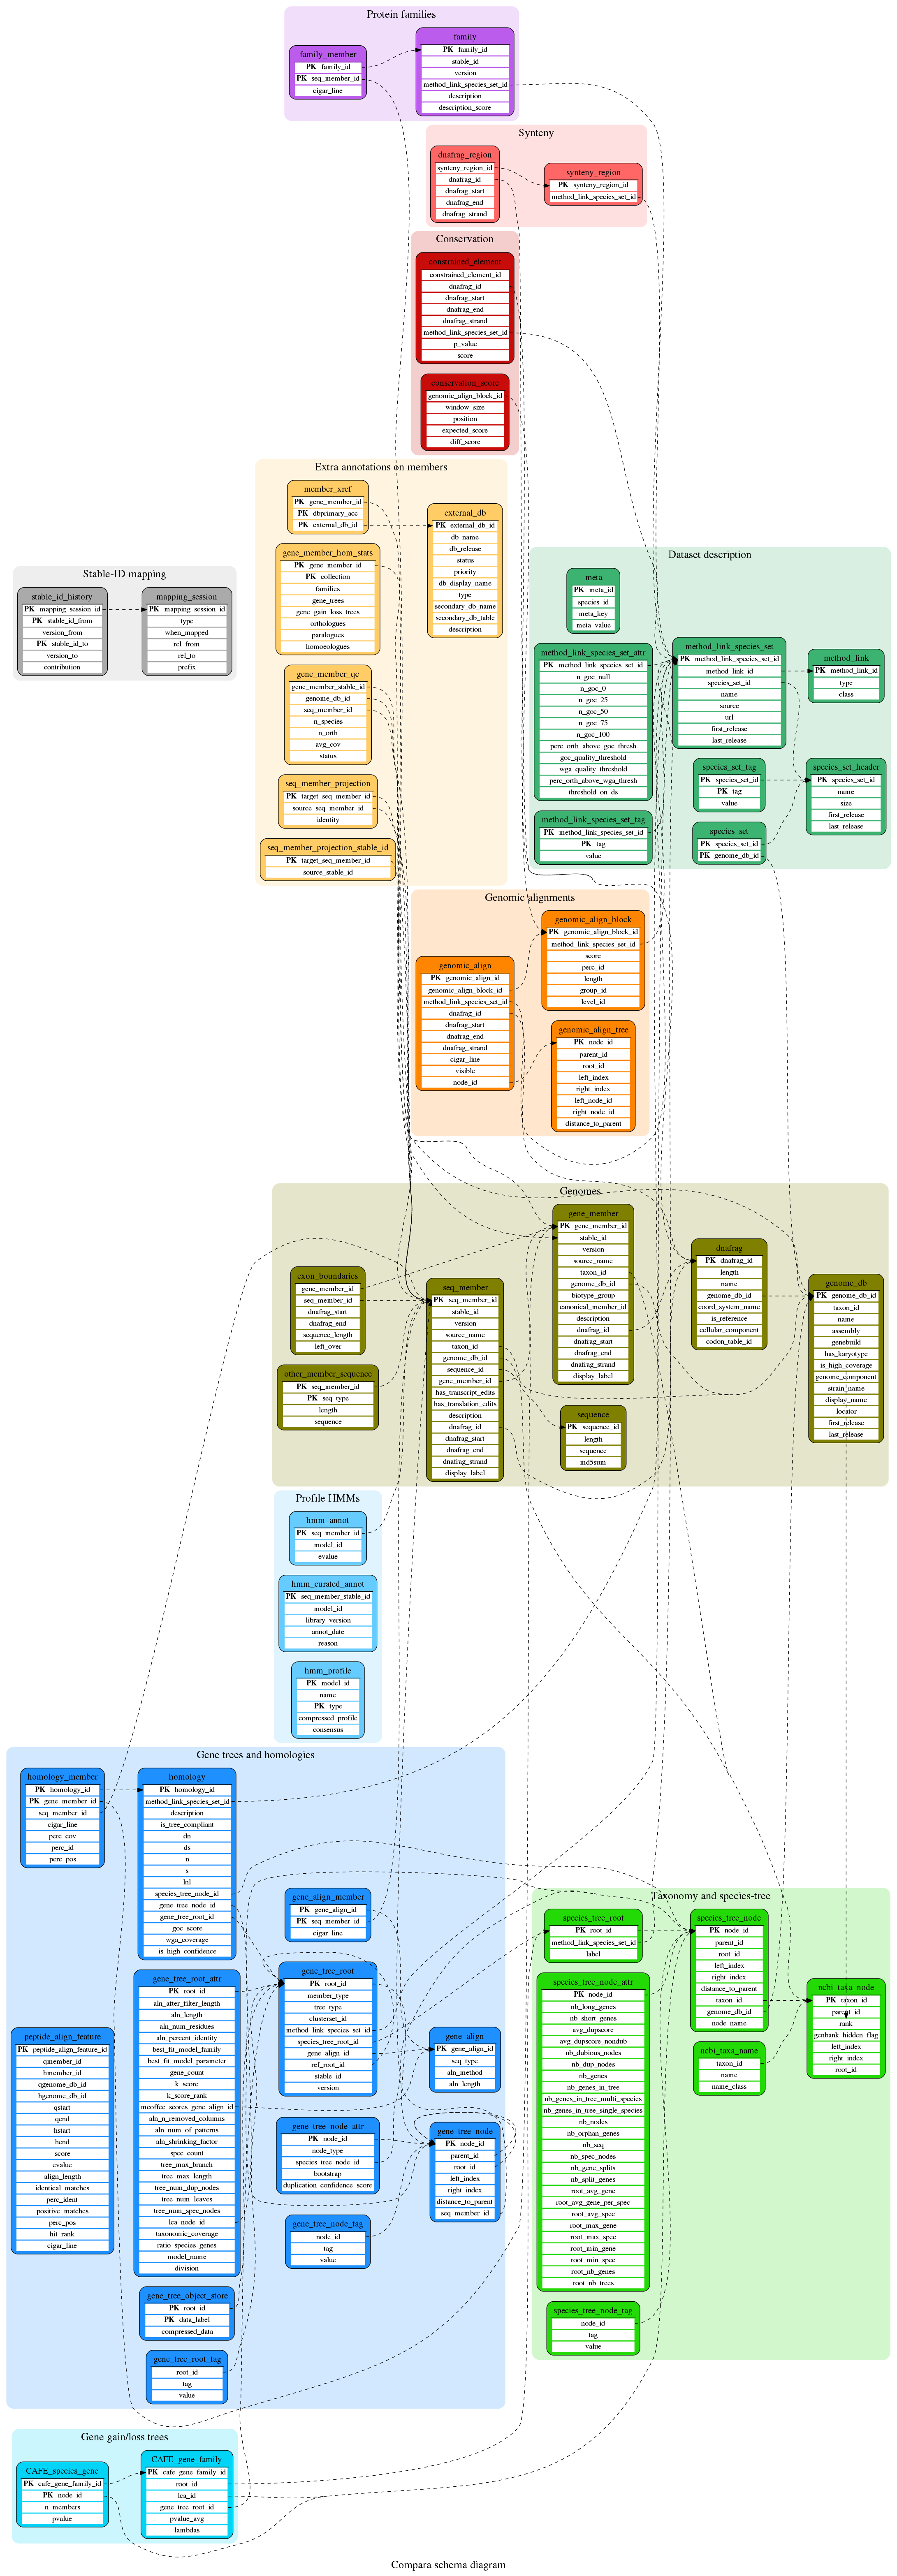 Protein families
family_member
PK family_id
PK seq_member_id
cigar_line
family
PK family_id
stable_id
version
method_link_species_set_id
description
description_score
Synteny
dnafrag_region
synteny_region_id
dnafrag_id
dnafrag_start
dnafrag_end
dnafrag_strand
synteny_region
PK synteny_region_id
method_link_species_set_id
Conservation
constrained_element
constrained_element_id
dnafrag_id
dnafrag_start
dnafrag_end
dnafrag_strand
method_link_species_set_id
p_value
score
conservation_score
genomic_align_block_id
window_size
position
expected_score
diff_score
Extra annotations on members
member_xref
PK gene_member_id
PK dbprimary_acc
PK external_db_id
external_db
PK external_db_id
db_name
db_release
status
priority
db_display_name
type
secondary_db_name
secondary_db_table
description
gene_member_hom_stats
PK gene_member_id
PK collection
families
gene_trees
gene_gain_loss_trees
orthologues
paralogues
homoeologues
gene_member_qc
gene_member_stable_id
genome_db_id
seq_member_id
n_species
n_orth
avg_cov
status
seq_member_projection
PK target_seq_member_id
source_seq_member_id
identity
seq_member_projection_stable_id
PK target_seq_member_id
source_stable_id
Stable-ID mapping
stable_id_history
PK mapping_session_id
PK stable_id_from
version_from
PK stable_id_to
version_to
contribution
mapping_session
PK mapping_session_id
type
when_mapped
rel_from
rel_to
prefix
Dataset description
meta
PK meta_id
species_id
meta_key
meta_value
method_link_species_set_attr
PK method_link_species_set_id
n_goc_null
n_goc_0
n_goc_25
n_goc_50
n_goc_75
n_goc_100
perc_orth_above_goc_thresh
goc_quality_threshold
wga_quality_threshold
perc_orth_above_wga_thresh
threshold_on_ds
method_link_species_set_tag
PK method_link_species_set_id
PK tag
value
method_link_species_set
PK method_link_species_set_id
method_link_id
species_set_id
name
source
url
first_release
last_release
method_link
PK method_link_id
type
class
species_set_tag
PK species_set_id
PK tag
value
species_set
PK species_set_id
PK genome_db_id
species_set_header
PK species_set_id
name
size
first_release
last_release
Genomic alignments
genomic_align
PK genomic_align_id
genomic_align_block_id
method_link_species_set_id
dnafrag_id
dnafrag_start
dnafrag_end
dnafrag_strand
cigar_line
visible
node_id
genomic_align_block
PK genomic_align_block_id
method_link_species_set_id
score
perc_id
length
group_id
level_id
genomic_align_tree
PK node_id
parent_id
root_id
left_index
right_index
left_node_id
right_node_id
distance_to_parent
Genomes
exon_boundaries
gene_member_id
seq_member_id
dnafrag_start
dnafrag_end
sequence_length
left_over
other_member_sequence
PK seq_member_id
PK seq_type
length
sequence
seq_member
PK seq_member_id
stable_id
version
source_name
taxon_id
genome_db_id
sequence_id
gene_member_id
has_transcript_edits
has_translation_edits
description
dnafrag_id
dnafrag_start
dnafrag_end
dnafrag_strand
display_label
gene_member
PK gene_member_id
stable_id
version
source_name
taxon_id
genome_db_id
biotype_group
canonical_member_id
description
dnafrag_id
dnafrag_start
dnafrag_end
dnafrag_strand
display_label
sequence
PK sequence_id
length
sequence
md5sum
dnafrag
PK dnafrag_id
length
name
genome_db_id
coord_system_name
is_reference
cellular_component
codon_table_id
genome_db
PK genome_db_id
taxon_id
name
assembly
genebuild
has_karyotype
is_high_coverage
genome_component
strain_name
display_name
locator
first_release
last_release
Profile HMMs
hmm_annot
PK seq_member_id
model_id
evalue
hmm_curated_annot
PK seq_member_stable_id
model_id
library_version
annot_date
reason
hmm_profile
PK model_id
name
PK type
compressed_profile
consensus
Gene trees and homologies
homology_member
PK homology_id
PK gene_member_id
seq_member_id
cigar_line
perc_cov
perc_id
perc_pos
homology
PK homology_id
method_link_species_set_id
description
is_tree_compliant
dn
ds
n
s
lnl
species_tree_node_id
gene_tree_node_id
gene_tree_root_id
goc_score
wga_coverage
is_high_confidence
gene_align_member
PK gene_align_id
PK seq_member_id
cigar_line
peptide_align_feature
PK peptide_align_feature_id
qmember_id
hmember_id
qgenome_db_id
hgenome_db_id
qstart
qend
hstart
hend
score
evalue
align_length
identical_matches
perc_ident
positive_matches
perc_pos
hit_rank
cigar_line
gene_tree_root_attr
PK root_id
aln_after_filter_length
aln_length
aln_num_residues
aln_percent_identity
best_fit_model_family
best_fit_model_parameter
gene_count
k_score
k_score_rank
mcoffee_scores_gene_align_id
aln_n_removed_columns
aln_num_of_patterns
aln_shrinking_factor
spec_count
tree_max_branch
tree_max_length
tree_num_dup_nodes
tree_num_leaves
tree_num_spec_nodes
lca_node_id
taxonomic_coverage
ratio_species_genes
model_name
division
gene_tree_root
PK root_id
member_type
tree_type
clusterset_id
method_link_species_set_id
species_tree_root_id
gene_align_id
ref_root_id
stable_id
version
gene_align
PK gene_align_id
seq_type
aln_method
aln_length
gene_tree_node_attr
PK node_id
node_type
species_tree_node_id
bootstrap
duplication_confidence_score
gene_tree_node
PK node_id
parent_id
root_id
left_index
right_index
distance_to_parent
seq_member_id
gene_tree_node_tag
node_id
tag
value
gene_tree_object_store
PK root_id
PK data_label
compressed_data
gene_tree_root_tag
root_id
tag
value
Taxonomy and species-tree
species_tree_root
PK root_id
method_link_species_set_id
label
species_tree_node_attr
PK node_id
nb_long_genes
nb_short_genes
avg_dupscore
avg_dupscore_nondub
nb_dubious_nodes
nb_dup_nodes
nb_genes
nb_genes_in_tree
nb_genes_in_tree_multi_species
nb_genes_in_tree_single_species
nb_nodes
nb_orphan_genes
nb_seq
nb_spec_nodes
nb_gene_splits
nb_split_genes
root_avg_gene
root_avg_gene_per_spec
root_avg_spec
root_max_gene
root_max_spec
root_min_gene
root_min_spec
root_nb_genes
root_nb_trees
species_tree_node_tag
node_id
tag
value
species_tree_node
PK node_id
parent_id
root_id
left_index
right_index
distance_to_parent
taxon_id
genome_db_id
node_name
ncbi_taxa_name
taxon_id
name
name_class
ncbi_taxa_node
PK taxon_id
parent_id
rank
genbank_hidden_flag
left_index
right_index
root_id
Gene gain/loss trees
CAFE_species_gene
PK cafe_gene_family_id
PK node_id
n_members
pvalue
CAFE_gene_family
PK cafe_gene_family_id
root_id
lca_id
gene_tree_root_id
pvalue_avg
lambdas
Compara schema diagram